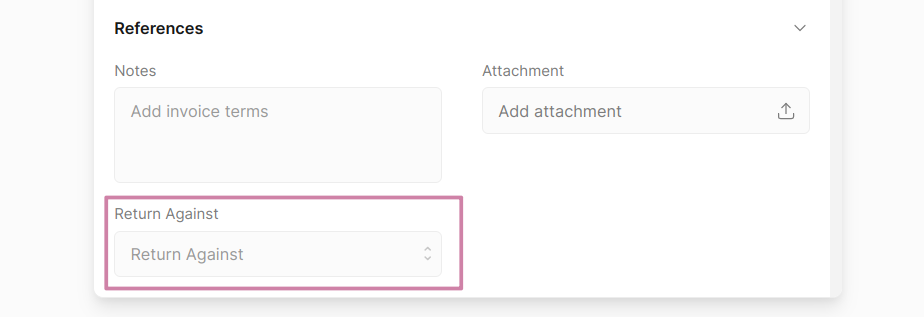 References
Notes
Attachment
Add invoice terms
Add attachment
Return Against
Return Against